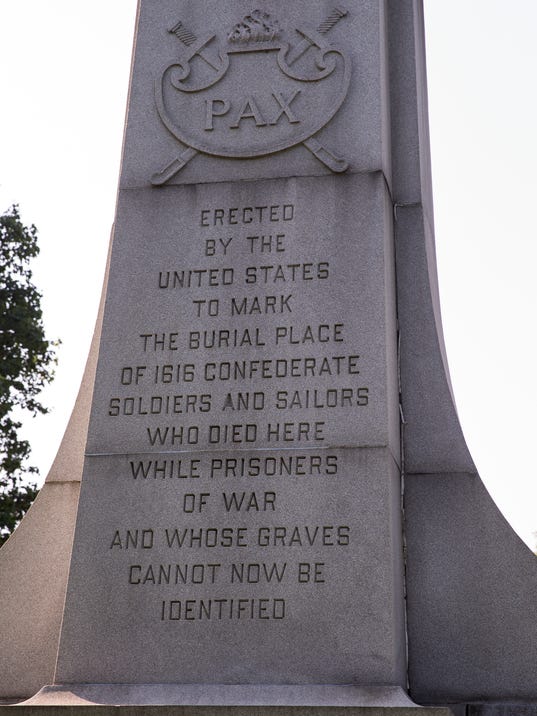 PAX
ERECTED
BY THE
UNITED STATES
TO MARK
THE BURIAL PLACE
OF 1616 CONFEDERATE
SOLDIERS AND SAILORS
WHO DIED HERE
WHILE PRISONERS
OF WAR
AND WHOSE GRAVES
CANNOT NOW BE
IDENTIFIED